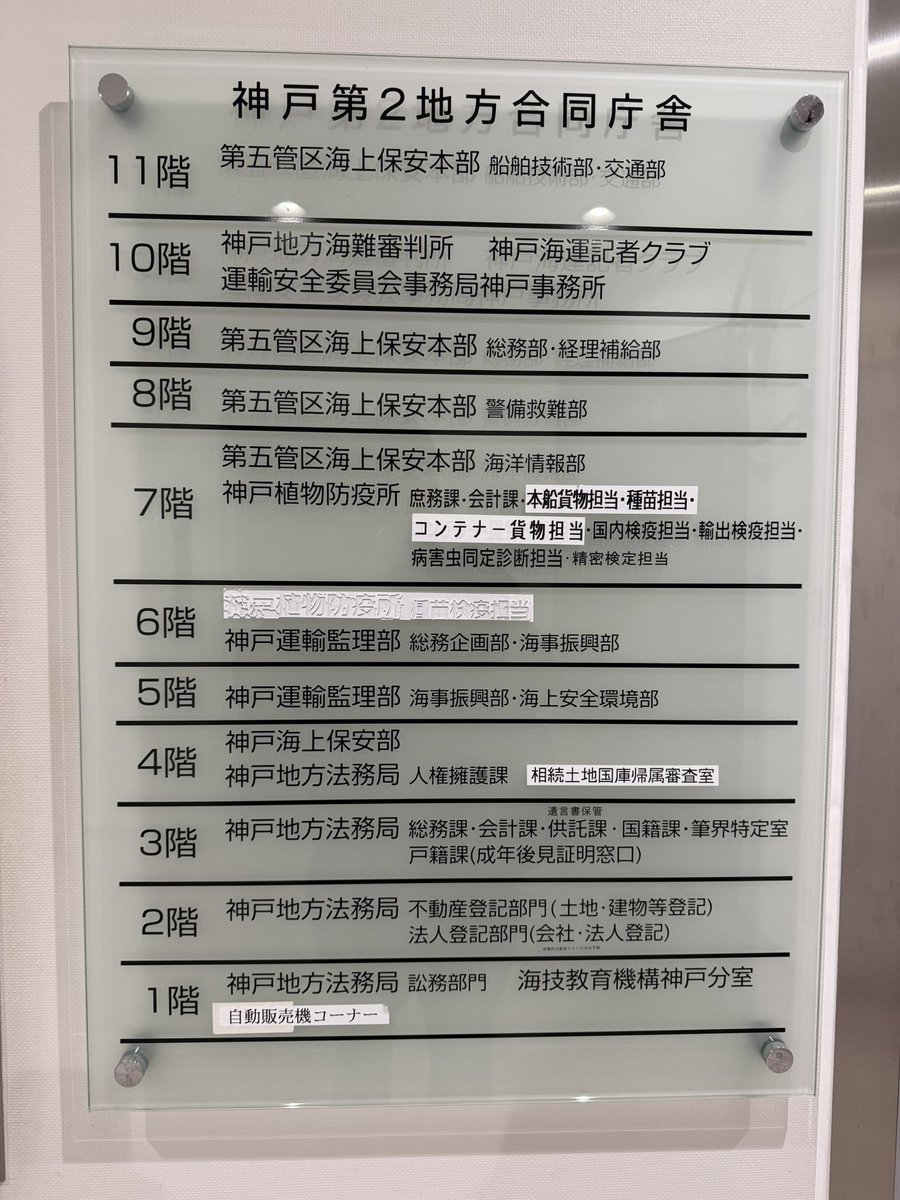 神戸第2地方合同庁舎
11階 第五管区海上保安本部 船舶技術部・交通部
10階 神戸地方海難審判所 神戸海運記者クラブ
運輸安全委員会事務局神戸事務所
9階 第五管区海上保安本部 総務部・経理補給部
8階 第五管区海上保安本部 警備救難部
7階 第五管区海上保安本部 海洋情報部
神戸植物防疫所 庶務課・会計課・本船貨物担当・種苗担当・
コンテナー貨物担当・国内検疫担当・輸出検疫担当・
病害虫同定診断担当・精密検定担当
6階 神戸植物防疫所 種苗検疫担当
神戸運輸監理部 総務企画部・海事振興部
5階 神戸運輸監理部 海事振興部・海上安全環境部
4階 神戸海上保安部
神戸地方法務局 人権擁護課 相続土地国庫帰属審査室
遺言書保管
3階 神戸地方法務局 総務課・会計課・供託課・国籍課・筆界特定室
戸籍課(成年後見証明窓口)
2階 神戸地方法務局 不動産登記部門(土地・建物等登記)
法人登記部門(会社・法人登記)
1階 神戸地方法務局 訟務部門 海技教育機構神戸分室
自動販売機コーナー